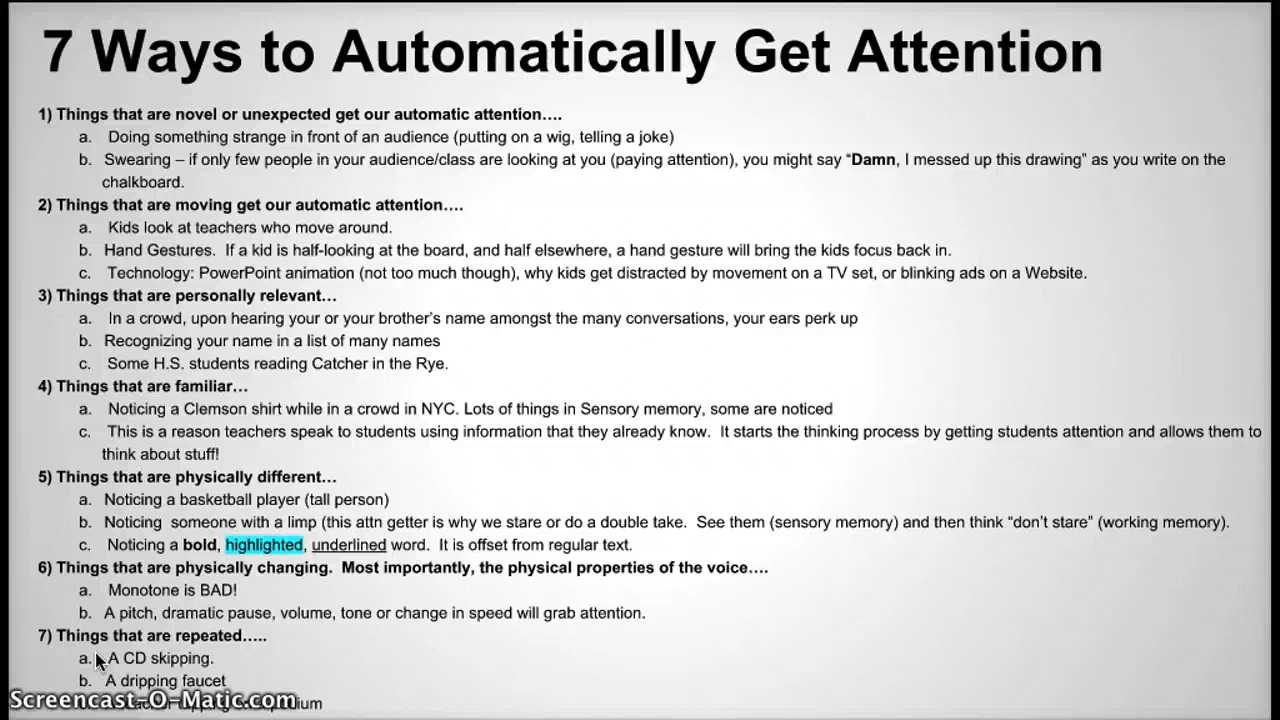 7 Ways to Automatically Get Attention
1) Things that are novel or unexpected get our automatic attention….
a. Doing something strange in front of an audience (putting on a wig, telling a joke)
b. Swearing – if only few people in your audience/class are looking at you (paying attention), you might say “Damn, I messed up this drawing” as you write on the
chalkboard.
2) Things that are moving get our automatic attention….
a. Kids look at teachers who move around.
b. Hand Gestures. If a kid is half-looking at the board, and half elsewhere, a hand gesture will bring the kids focus back in.
c. Technology: PowerPoint animation (not too much though), why kids get distracted by movement on a TV set, or blinking ads on a Website.
3) Things that are personally relevant…
a. In a crowd, upon hearing your or your brother’s name amongst the many conversations, your ears perk up
b. Recognizing your name in a list of many names
c. Some H.S. students reading Catcher in the Rye.
4) Things that are familiar…
a. Noticing a Clemson shirt while in a crowd in NYC. Lots of things in Sensory memory, some are noticed
c. This is a reason teachers speak to students using information that they already know. It starts the thinking process by getting students attention and allows them to
think about stuff!
5) Things that are physically different…
a. Noticing a basketball player (tall person)
b. Noticing someone with a limp (this attn getter is why we stare or do a double take. See them (sensory memory) and then think “don’t stare” (working memory).
c. Noticing a bold, highlighted, underlined word. It is offset from regular text.
6) Things that are physically changing. Most importantly, the physical properties of the voice….
a. Monotone is BAD!
b. A pitch, dramatic pause, volume, tone or change in speed will grab attention.
7) Things that are repeated…..
a. A CD skipping.
b. A dripping faucet
Screencast-O-Matic.com